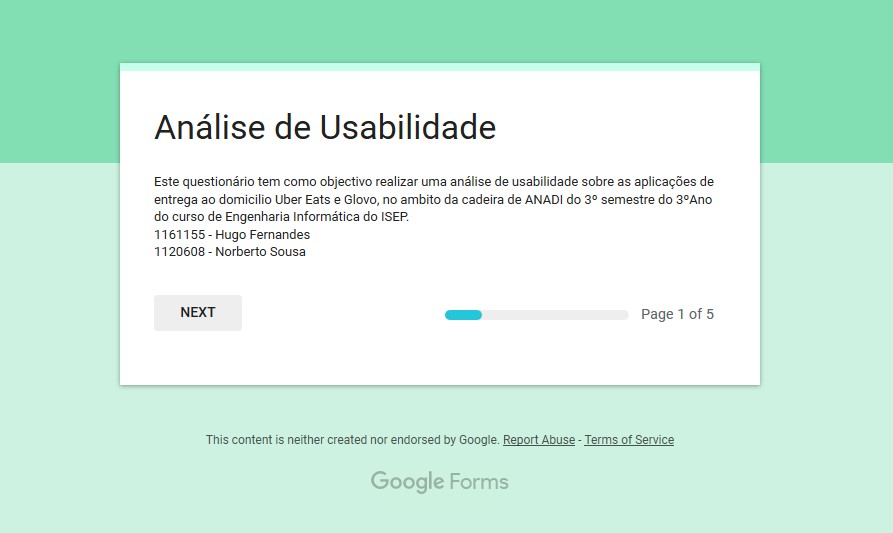 Análise de Usabilidade
Este questionário tem como objectivo realizar uma análise de usabilidade sobre as aplicações de
entrega ao domicilio Uber Eats e Glovo, no ambito da cadeira de ANADI do 3º semestre do 3ºAno
do curso de Engenharia Informática do ISEP.
1161155 - Hugo Fernandes
1120608 - Norberto Sousa
NEXT
Page 1 of 5
This content is neither created nor endorsed by Google. Report Abuse - Terms of Service
Google Forms